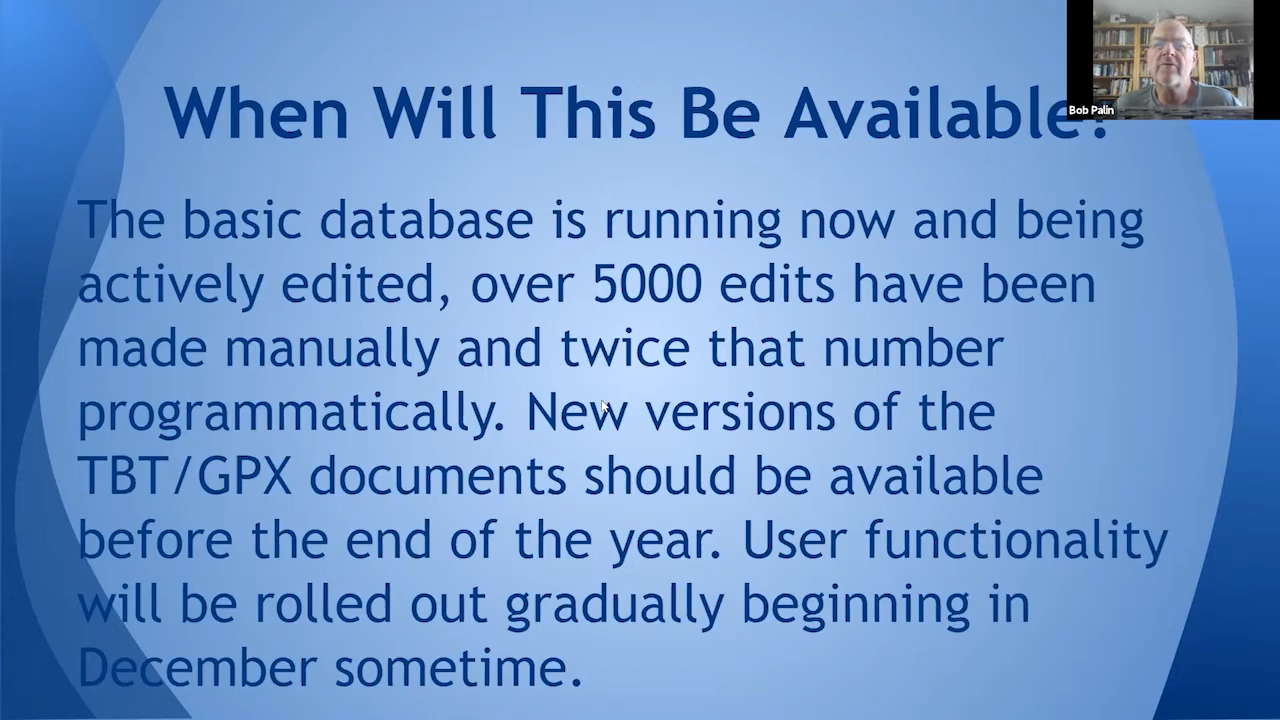 When Will This Be Available?
Bob Palin
The basic database is running now and being
actively edited, over 5000 edits have been
made manually and twice that number
programmatically. New versions of the
TBT/GPX documents should be available
before the end of the year. User functionality
will be rolled out gradually beginning in
December sometime.